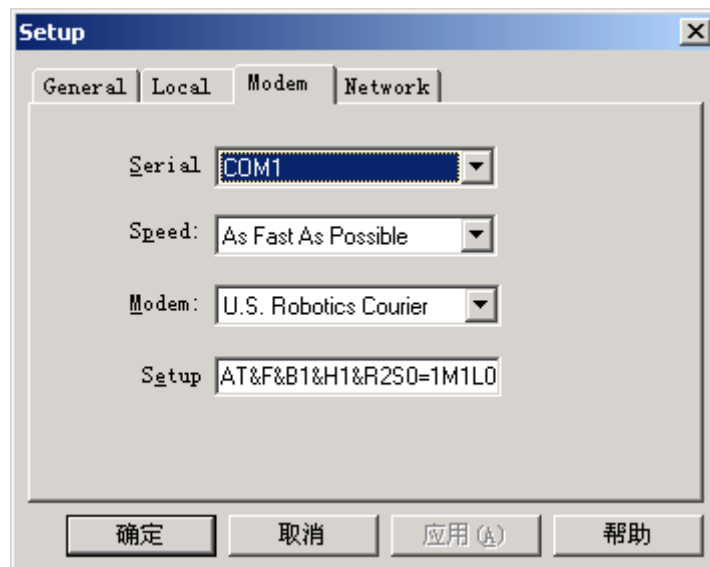 Setup
General Local Modem Network
Serial COM1
Speed: As Fast As Possible
Modem: U.S. Robotics Courier
Setup AT&F&B1&H1&R2S0=1M1L0
确定 取消 应用(A) 帮助